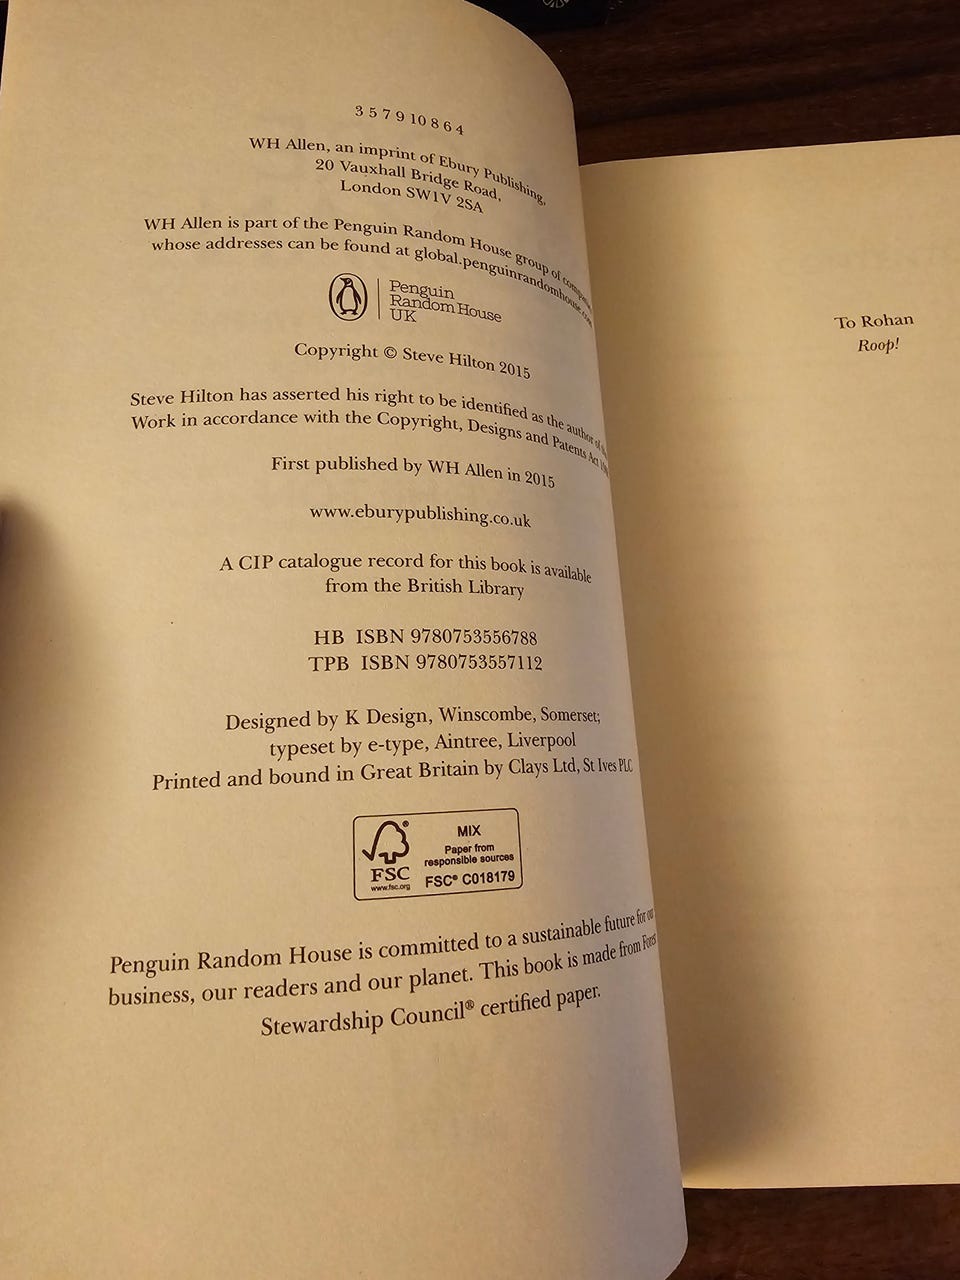 3 5 7 9 10 8 6 4
WH Allen, an imprint of Ebury Publishing,
20 Vauxhall Bridge Road,
London SW1V 2SA
WH Allen is part of the Penguin Random House group of companies
whose addresses can be found at global.penguinrandomhouse.com
Penguin
Random House
UK
Copyright © Steve Hilton 2015
Steve Hilton has asserted his right to be identified as the author of this
Work in accordance with the Copyright, Designs and Patents Act
First published by WH Allen in 2015
www.eburypublishing.co.uk
A CIP catalogue record for this book is available
from the British Library
HB ISBN 9780753556788
TPB ISBN 9780753557112
Designed by K Design, Winscombe, Somerset;
typeset by e-type, Aintree, Liverpool
Printed and bound in Great Britain by Clays Ltd, St Ives PLC
FSC
www.fsc.org
MIX
Paper from
responsible sources
FSC® C018179
Penguin Random House is committed to a sustainable future for our
business, our readers and our planet. This book is made from Forest
Stewardship Council® certified paper.
To Rohan
Roop!